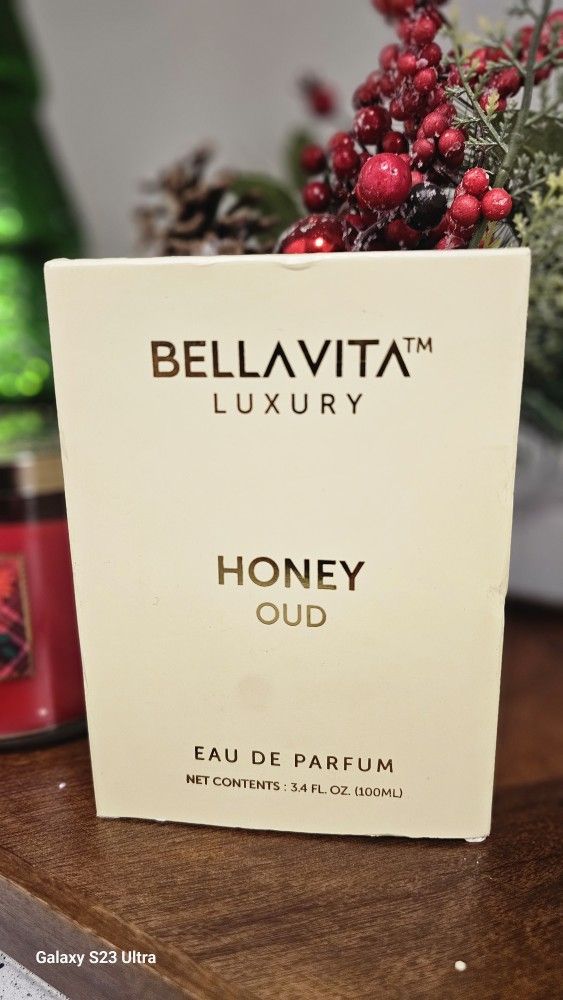 BELLAVITA™
LUXURY
HONEY
OUD
EAU DE PARFUM
NET CONTENTS : 3.4 FL. OZ. (100ML)
Galaxy S23 Ultra